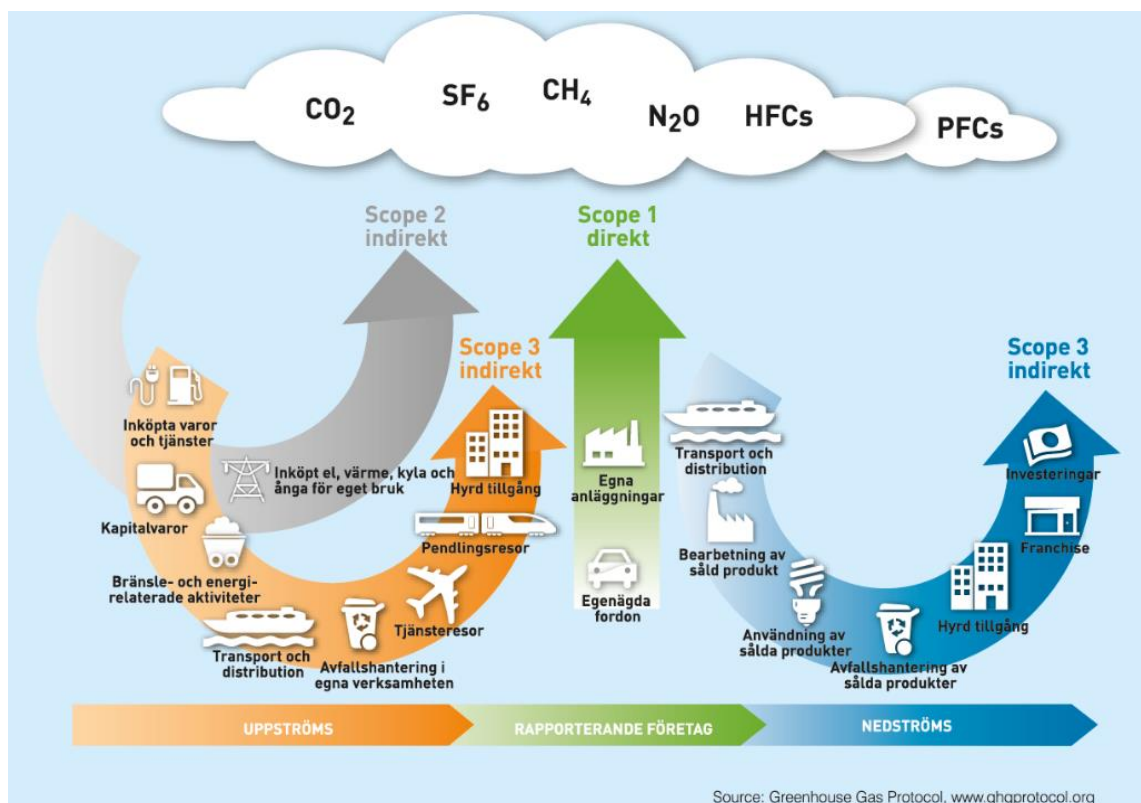 CO₂
SF₆
CH₄
N₂O
HFCs
PFCs
Scope 2
indirekt
Scope 1
direkt
Scope 3
indirekt
Scope 3
indirekt
Inköpta varor
och tjänster
Kapitalvaror
Bränsle- och energi-
relaterade aktiviteter
Transport och
distribution
Avfallshantering i
egna verksamheten
Tjänsteresor
Pendlingsresor
Hyrd tillgång
Inköpt el, värme, kyla och
ånga för eget bruk
Egna
anläggningar
Egenägda
fordon
Transport och
distribution
Bearbetning av
såld produkt
Användning av
sålda produkter
Avfallshantering av
sålda produkter
Hyrd tillgång
Franchise
Investeringar
UPPSTRÖMS
RAPPORTERANDE FÖRETAG
NEDSTRÖMS
Source: Greenhouse Gas Protocol, www.ghgprotocol.org